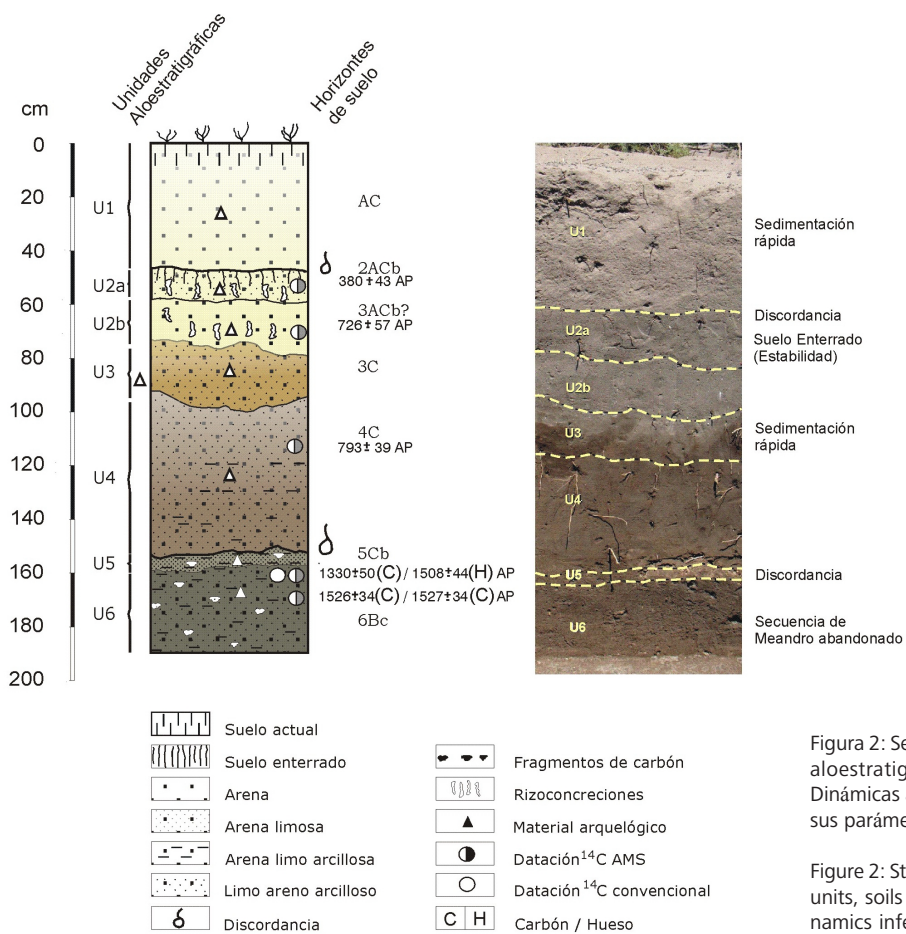 Unidades
Aloestratigráficas
Horizontes
de suelo
cm
0
20
40
60
80
100
120
140
160
180
200
U1
U2a
U2b
U3
U4
U5
U6
AC
2ACb
380±43 AP
3ACb?
726±57 AP
3C
4C
793±39 AP
5Cb
1330±50(C) / 1508±44(H) AP
1526±34(C) / 1527±34(C) AP
6Bc
U1
U2a
U2b
U3
U4
U5
U6
Sedimentación
rápida
Discordancia
Suelo Enterrado
(Estabilidad)
Sedimentación
rápida
Discordancia
Secuencia de
Meandro abandonado
Suelo actual
Suelo enterrado
Arena
Arena limosa
Arena limo arcillosa
Limo areno arcilloso
Discordancia
Fragmentos de carbón
Rizoconcreciones
Material arquelógico
Datación ¹⁴C AMS
Datación ¹⁴C convencional
C H Carbón / Hueso
Figura 2: Se
aloestratig
Dinámicas
sus paráme
Figure 2: St
units, soils
namics infe